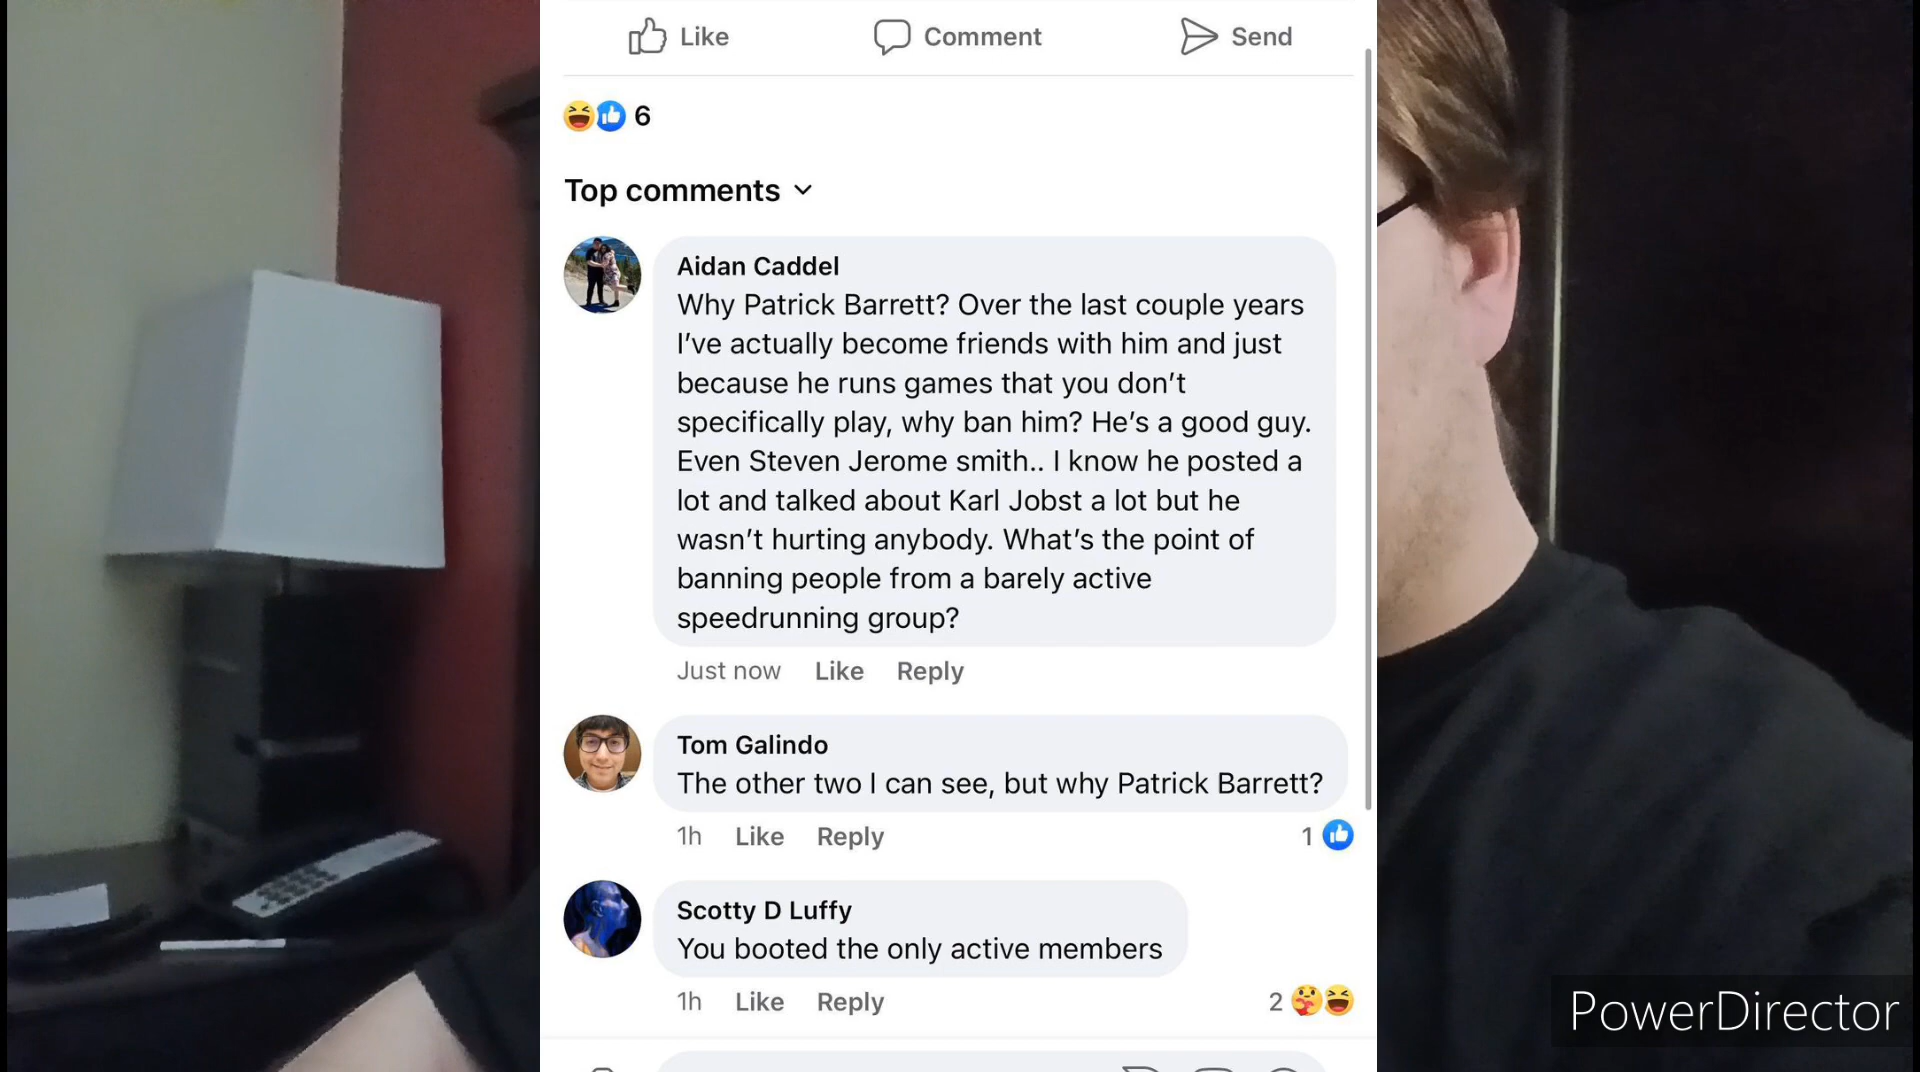 Like Comment Send
6
Top comments
Aidan Caddel
Why Patrick Barrett? Over the last couple years
I've actually become friends with him and just
because he runs games that you don't
specifically play, why ban him? He's a good guy.
Even Steven Jerome smith.. I know he posted a
lot and talked about Karl Jobst a lot but he
wasn't hurting anybody. What's the point of
banning people from a barely active
speedrunning group?
Just now Like Reply
Tom Galindo
The other two I can see, but why Patrick Barrett?
1h Like Reply 1
Scotty D Luffy
You booted the only active members
1h Like Reply 2
PowerDirector